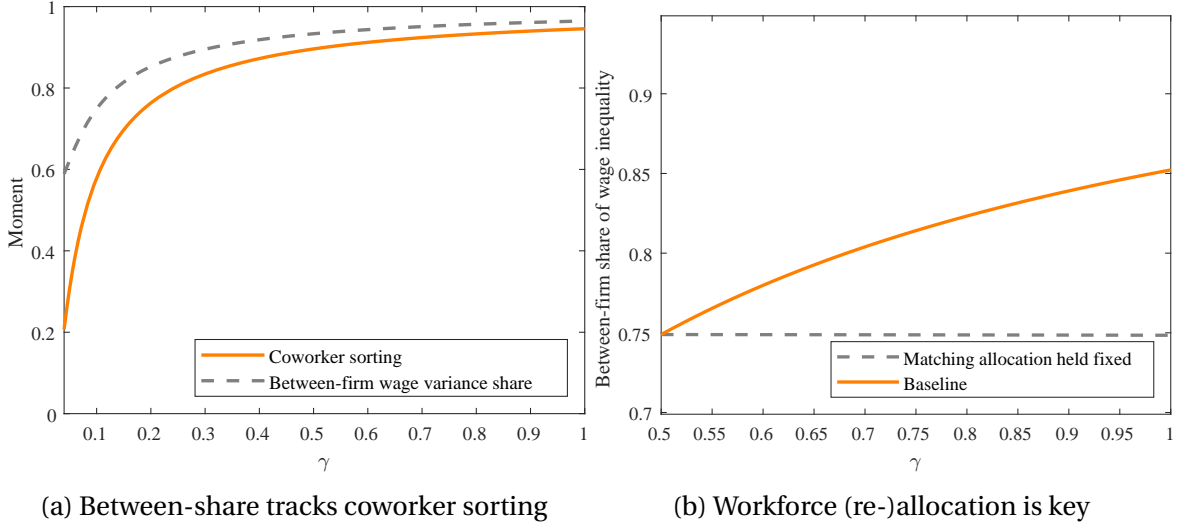 1
0.8
0.6
0.4
0.2
0
Moment
Coworker sorting
Between-firm wage variance share
0.1 0.2 0.3 0.4 0.5 0.6 0.7 0.8 0.9 1
γ
(a) Between-share tracks coworker sorting
0.9
0.85
0.8
0.75
0.7
Between-firm share of wage inequality
Matching allocation held fixed
Baseline
0.5 0.55 0.6 0.65 0.7 0.75 0.8 0.85 0.9 0.95 1
γ
(b) Workforce (re-)allocation is key